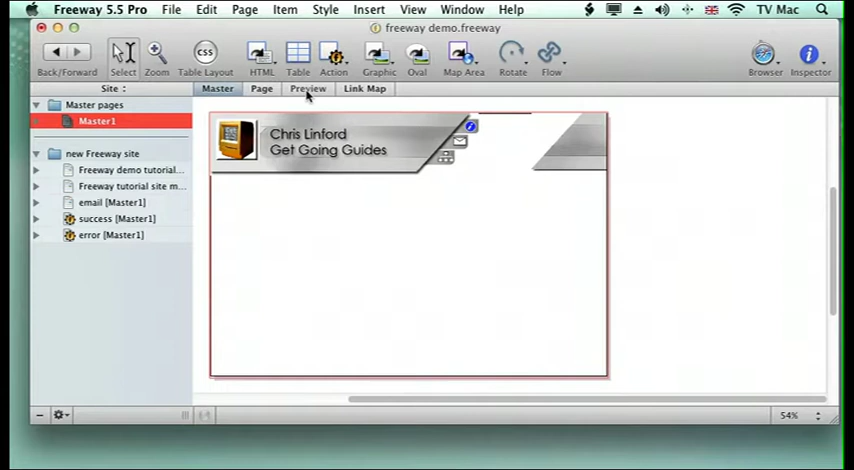 Freeway 5.5 Pro File Edit Page Item Style Insert View Window Help TV Mac
freeway demo.freeway
CSS
Back/Forward Select Zoom Table Layout HTML Table Action Graphic Oval Map Area Rotate Flow Browser Inspector
Site : Master Page Preview Link Map
Master pages
Master1
new Freeway site
Freeway demo tutorial...
Freeway tutorial site m...
email [Master1]
success [Master1]
error [Master1]
Chris Linford
Get Going Guides
54%